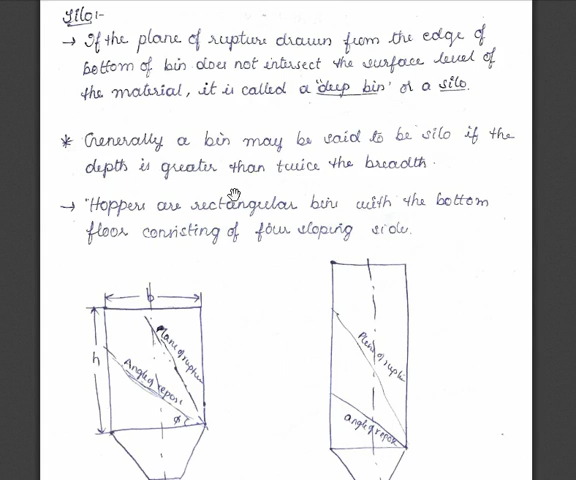 Silo:-
→ If the plane of rupture drawn from the edge of
bottom of bin does not intersect the surface level of
the material, it is called a 'deep bin' or a silo.
* Generally a bin may be said to be silo if the
depth is greater than twice the breadth.
→ "Hoppers are rectangular bins with the bottom
floor consisting of four sloping side.
b
h
Plane of rupture
Angle of repose
φ
Plane of ruptur
angle of repose